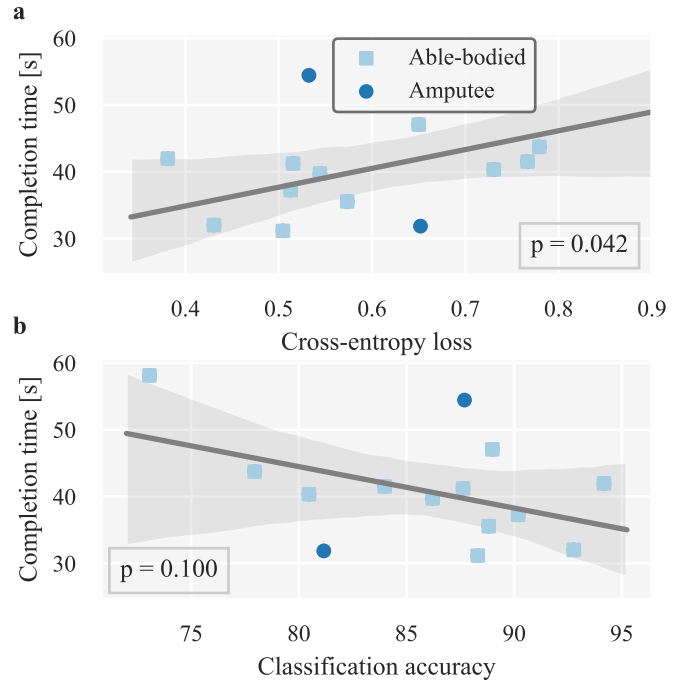 a
60
50
40
30
Completion time [s]
Able-bodied
Amputee
p = 0.042
0.4 0.5 0.6 0.7 0.8 0.9
Cross-entropy loss
b
60
50
40
30
Completion time [s]
p = 0.100
75 80 85 90 95
Classification accuracy